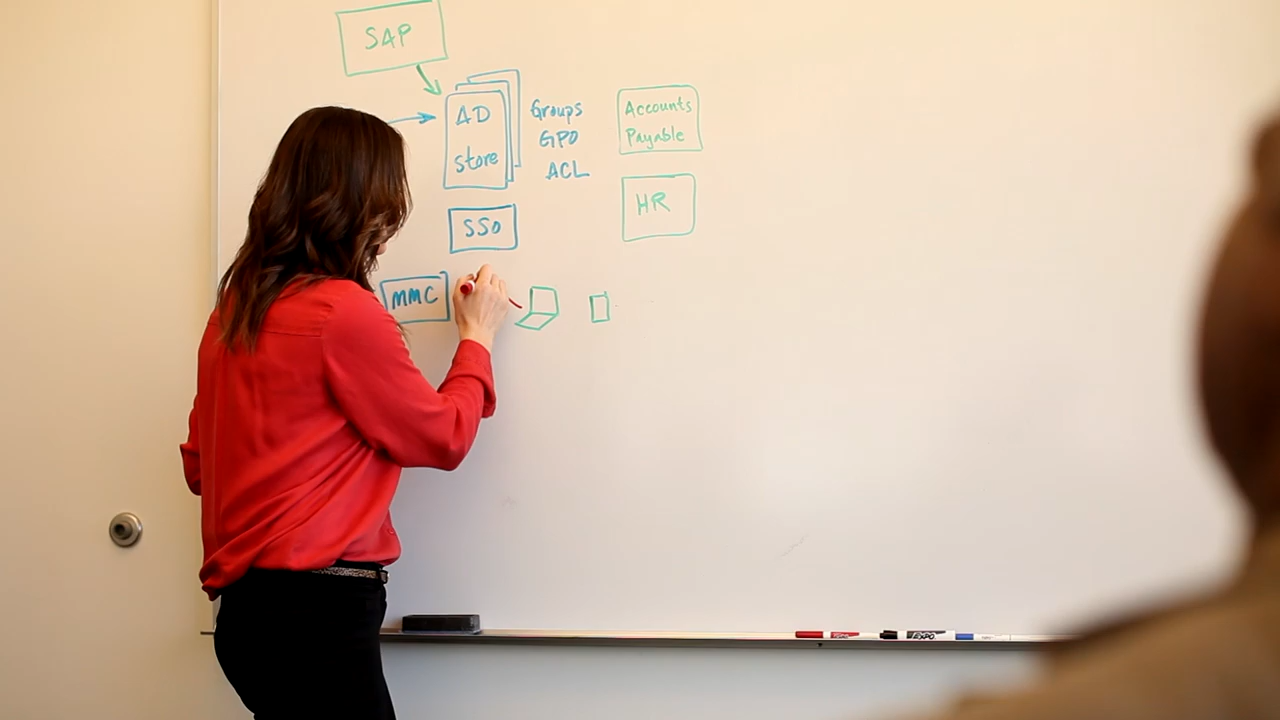 SAP
AD
store
Groups
GPO
ACL
Accounts
Payable
SSO
HR
MMC
EXPO